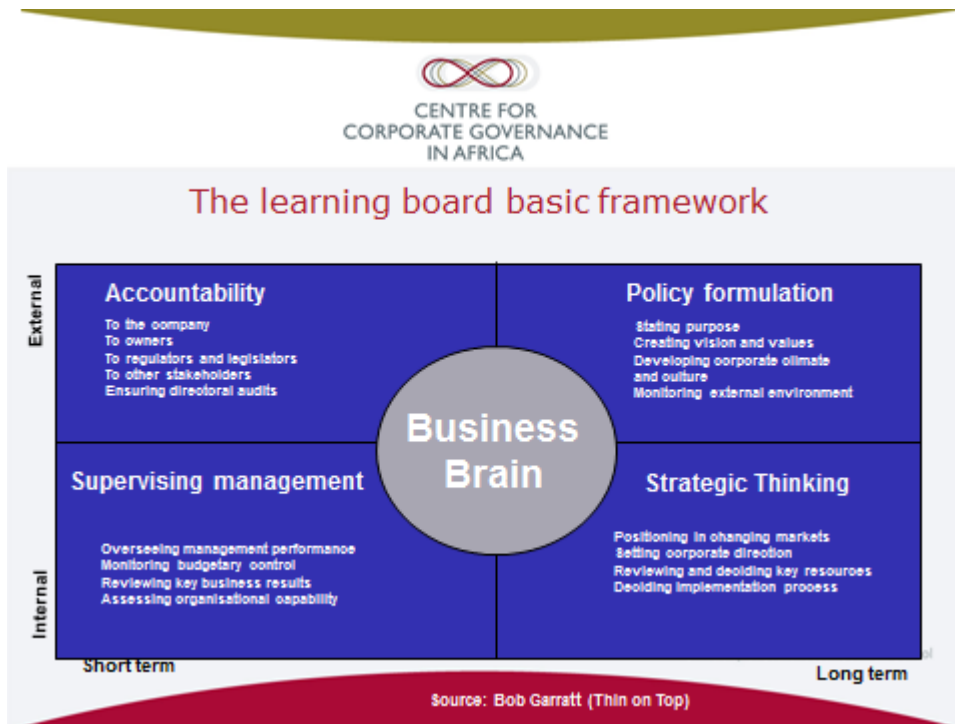 CENTRE FOR
CORPORATE GOVERNANCE
IN AFRICA
The learning board basic framework
External
Accountability
To the company
To owners
To regulators and legislators
To other stakeholders
Ensuring directoral audits
Policy formulation
Stating purpose
Creating vision and values
Developing corporate climate
and culture
Monitoring external environment
Business
Brain
Internal
Supervising management
Overseeing management performance
Monitoring budgetary control
Reviewing key business results
Assessing organisational capability
Strategic Thinking
Positioning in changing markets
Setting corporate direction
Reviewing and deciding key resources
Deciding implementation process
Short term
Long term
Source: Bob Garratt (Thin on Top)